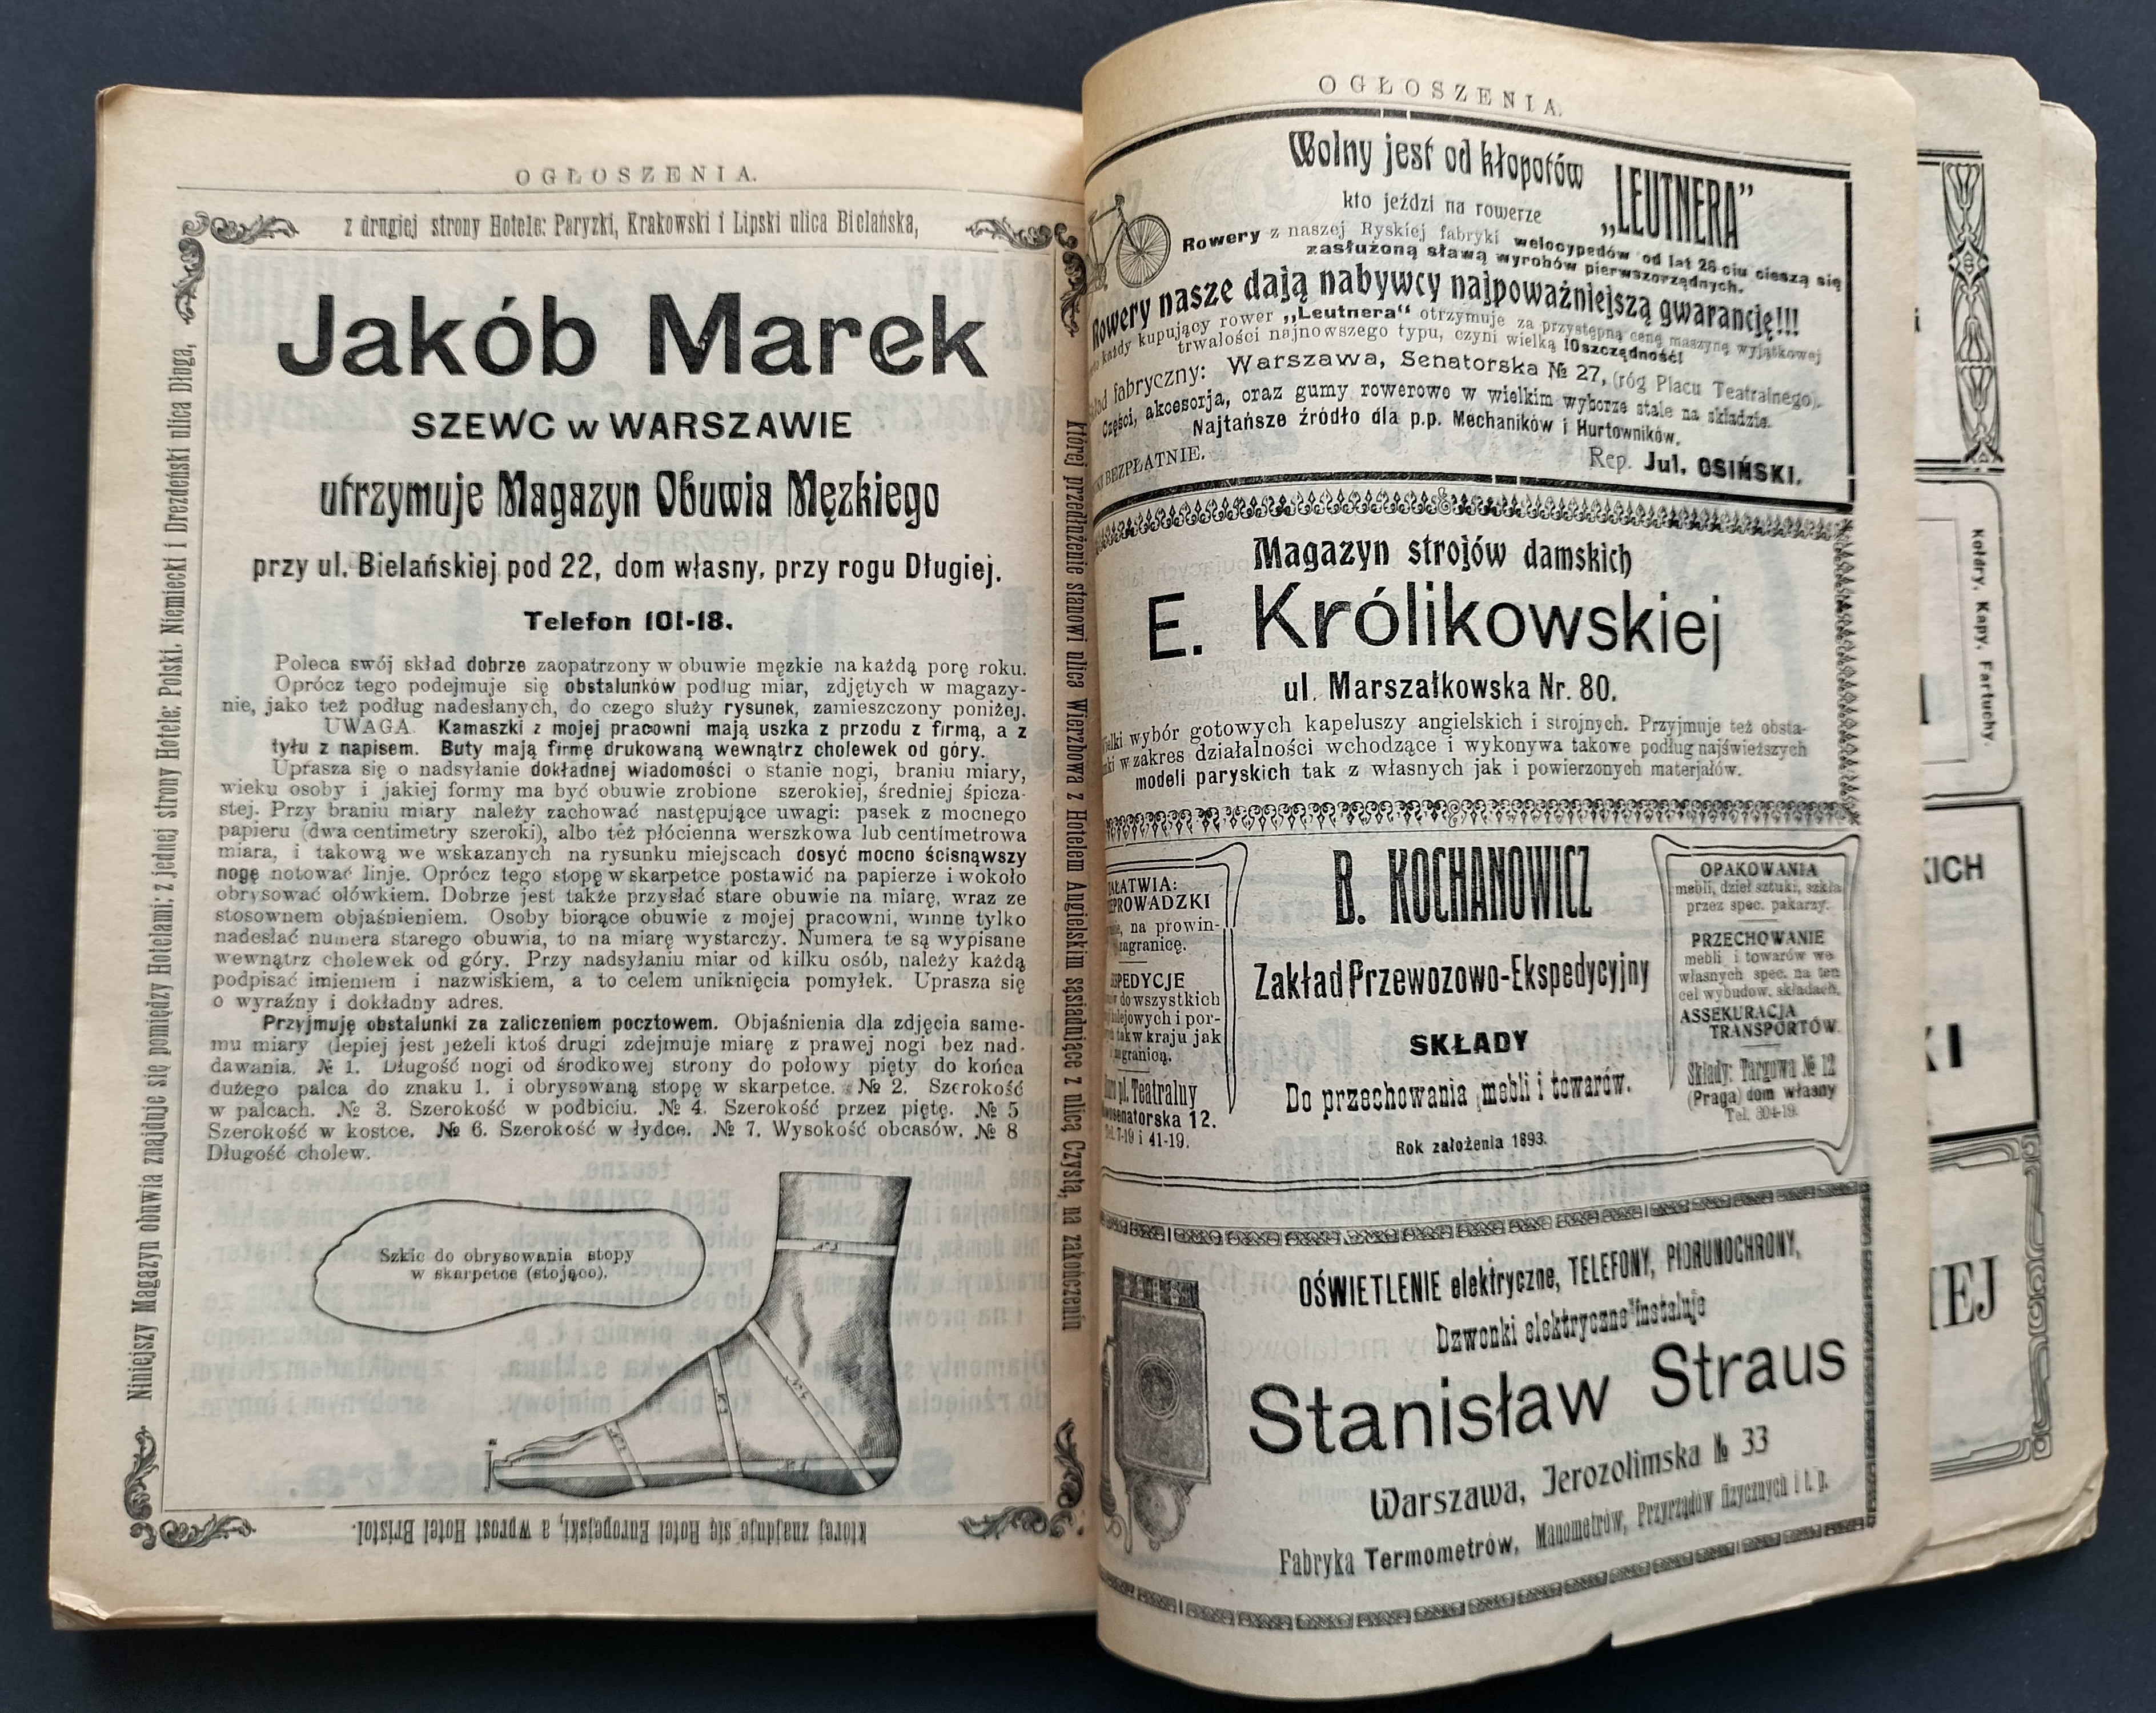 OGŁOSZENIA.
z drugiej strony Hotele: Paryzki, Krakowski i Lipski ulica Bielańska,
Niniejszy Magazyn obuwia znajduje się pomiędzy Hotelami: z jednej strony Hotele: Polski, Niemiecki i Drezdeński ulica Długa,
Jakób Marek
SZEWC w WARSZAWIE
utrzymuje Magazyn Obuwia Męzkiego
przy ul. Bielańskiej pod 22, dom własny, przy rogu Długiej.
Telefon 101-18.
Poleca swój skład dobrze zaopatrzony w obuwie męzkie na każdą porę roku.
Oprócz tego podejmuje się obstalunków podług miar, zdjętych w magazy-
nie, jako też podług nadesłanych, do czego służy rysunek, zamieszczony poniżej.
UWAGA. Kamaszki z mojej pracowni mają uszka z przodu z firmą, a z
tyłu z napisem. Buty mają firmę drukowaną wewnątrz cholewek od góry.
Uprasza się o nadsyłanie dokładnej wiadomości o stanie nogi, braniu miary,
wieku osoby i jakiej formy ma być obuwie zrobione szerokiej, średniej śpicza-
stej. Przy braniu miary należy zachować następujące uwagi: pasek z mocnego
papieru (dwa centimetry szeroki), albo też płócienna werszkowa lub centimetrowa
miara, i takową we wskazanych na rysunku miejscach dosyć mocno ścisnąwszy
nogę notować linje. Oprócz tego stopę w skarpetce postawić na papierze i wokoło
obrysować ołówkiem. Dobrze jest także przysłać stare obuwie na miarę, wraz ze
stosownem objaśnieniem. Osoby biorące obuwie z mojej pracowni, winne tylko
nadesłać numera starego obuwia, to na miarę wystarczy. Numera te są wypisane
wewnątrz cholewek od góry. Przy nadsyłaniu miar od kilku osób, należy każdą
podpisać imieniem i nazwiskiem, a to celem uniknięcia pomyłek. Uprasza się
o wyraźny i dokładny adres.
Przyjmuję obstalunki za zaliczeniem pocztowem. Objaśnienia dla zdjęcia same-
mu miary (lepiej jest jeżeli ktoś drugi zdejmuje miarę z prawej nogi bez nad-
dawania. № 1. Długość nogi od środkowej strony do połowy pięty do końca
dużego palca do znaku 1. i obrysowaną stopę w skarpetce. № 2. Szerokość
w palcach. № 3. Szerokość w podbiciu. № 4. Szerokość przez piętę. № 5
Szerokość w kostce. № 6. Szerokość w łydce. № 7. Wysokość obcasów. № 8
Długość cholew.
Szkic do obrysowania stopy
w skarpetce (stojąco).
której przedłużenie stanowi ulica Wierzbowa z Hotelem Angielskim sąsiadujące z ulicą Czystą, na zakończeniu
której znajduje się Hotel Europejski, a wprost Hotel Bristol
OGŁOSZENIA.
Wolny jest od kłopotów
kto jeździ na rowerze „LEUTNERA”
Rowery z naszej Ryskiej fabryki welocypedów od lat 26-ciu cieszą się
zasłużoną sławą wyrobów pierwszorzędnych.
Rowery nasze dają nabywcy najpoważniejszą gwarancję!!!
każdy kupujący rower „Leutnera“ otrzymuje za przystępną cenę maszynę wyjątkowej
trwałości najnowszego typu, czyni wielką !Oszczędność!
fabryczny: Warszawa, Senatorska № 27, (róg Placu Teatralnego).
Części, akcesorja, oraz gumy rowerowe w wielkim wyborze stale na składzie.
Najtańsze źródło dla p.p. Mechaników i Hurtowników.
BEZPŁATNIE.
Rep. Jul. OSIŃSKI.
Magazyn strojów damskich
E. Królikowskiej
ul. Marszałkowska Nr. 80.
wybór gotowych kapeluszy angielskich i strojnych. Przyjmuje też obsta-
w zakres działalności wchodzące i wykonywa takowe podług najświeższych
modeli paryskich tak z własnych jak i powierzonych materjałów.
ZAŁATWIA:
na prowin-
zagranicę.
do wszystkich
i por-
tak w kraju jak
zagranicą.
pl. Teatralny
12.
7-19 i 41-19.
B. KOCHANOWICZ
Zakład Przewozowo-Ekspedycyjny
SKŁADY
Do przechowania mebli i towarów.
Rok założenia 1893.
OPAKOWANIA
mebli, dzieł sztuki, szkła
przez spec. pakarzy.
PRZECHOWANIE
mebli i towarów we
własnych spec. na ten
cel wybudow. składach.
ASSEKURACJA
TRANSPORTÓW.
Składy: Targowa № 12
(Praga) dom własny
Tel. 304-19.
OŚWIETLENIE elektryczne, TELEFONY, PIORUNOCHRONY,
Dzwonki elektryczne instaluje
Stanisław Straus
Warszawa, Jerozolimska № 33
Fabryka Termometrów, Manometrów, Przyrządów fizycznych i t. p.
Kołdry, Kapy, Fartuchy.